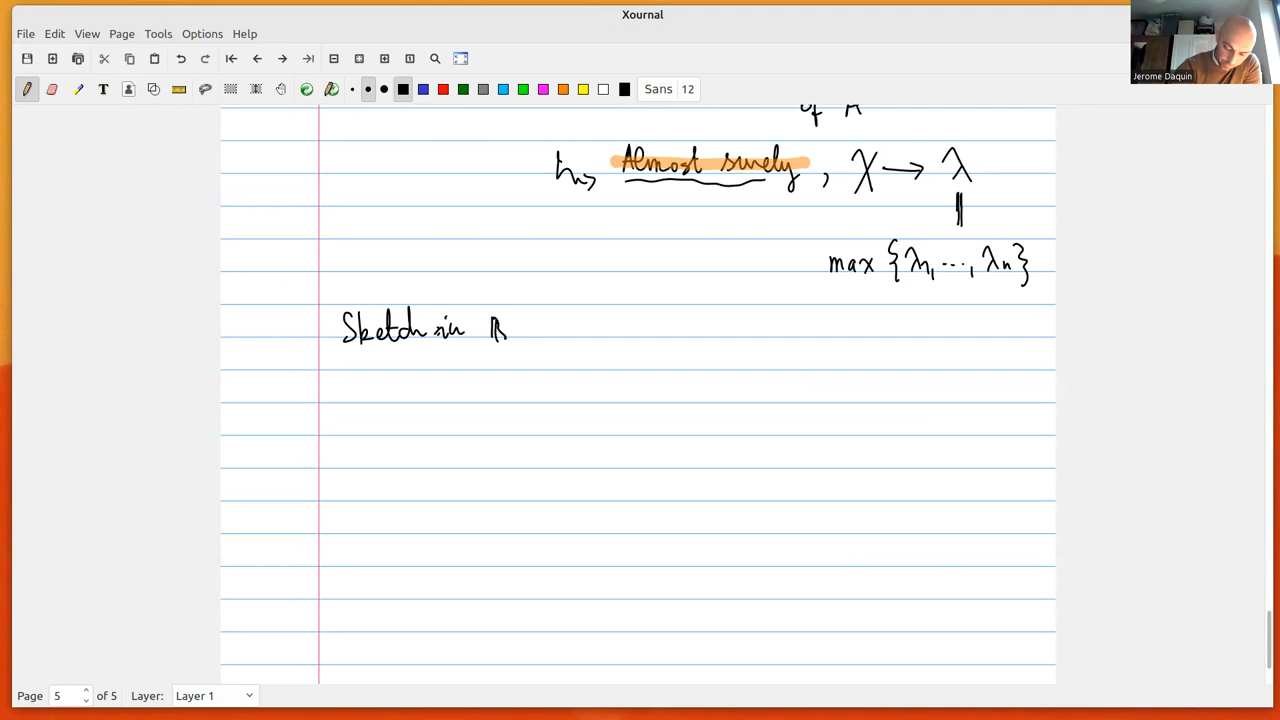 Xournal
File Edit View Page Tools Options Help
Sans 12
Jerome Daquin
of A
↳ Almost surely, χ → λ
||
max {λ1, ..., λn}
Sketch in ℝ
Page 5 of 5 Layer: Layer 1